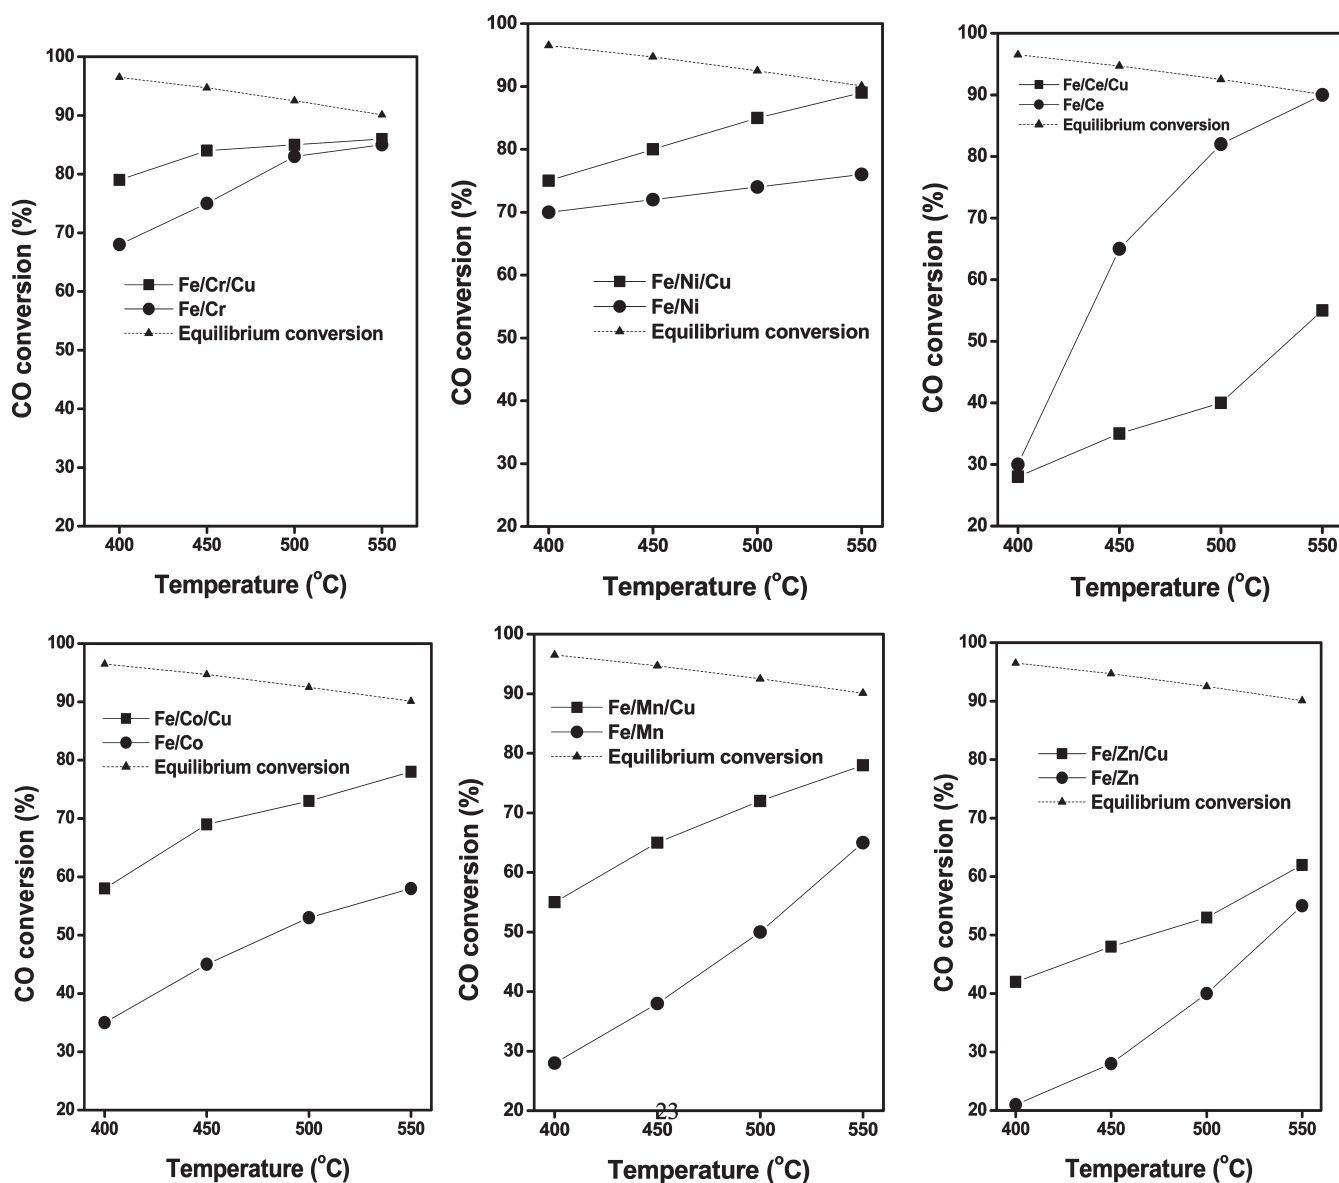 100
90
80
70
60
50
40
30
20
CO conversion (%)
Fe/Cr/Cu
Fe/Cr
Equilibrium conversion
400 450 500 550
Temperature (°C)
100
90
80
70
60
50
40
30
20
CO conversion (%)
Fe/Ni/Cu
Fe/Ni
Equilibrium conversion
400 450 500 550
Temperature (°C)
100
90
80
70
60
50
40
30
20
CO conversion (%)
Fe/Ce/Cu
Fe/Ce
Equilibrium conversion
400 450 500 550
Temperature (°C)
100
90
80
70
60
50
40
30
20
CO conversion (%)
Fe/Co/Cu
Fe/Co
Equilibrium conversion
400 450 500 550
Temperature (°C)
100
90
80
70
60
50
40
30
20
CO conversion (%)
Fe/Mn/Cu
Fe/Mn
Equilibrium conversion
23
400 450 500 550
Temperature (°C)
100
90
80
70
60
50
40
30
20
CO conversion (%)
Fe/Zn/Cu
Fe/Zn
Equilibrium conversion
400 450 500 550
Temperature (°C)